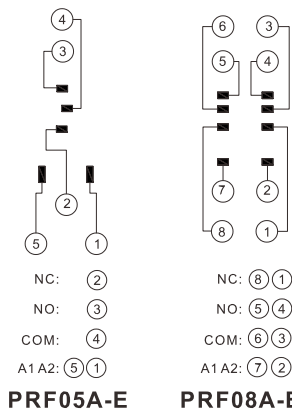 4
3
2
5 1
NC: 2
NO: 3
COM: 4
A1 A2: 5 1
PRF05A-E
6 3
5 4
7 2
8 1
NC: 8 1
NO: 5 4
COM: 6 3
A1 A2: 7 2
PRF08A-E